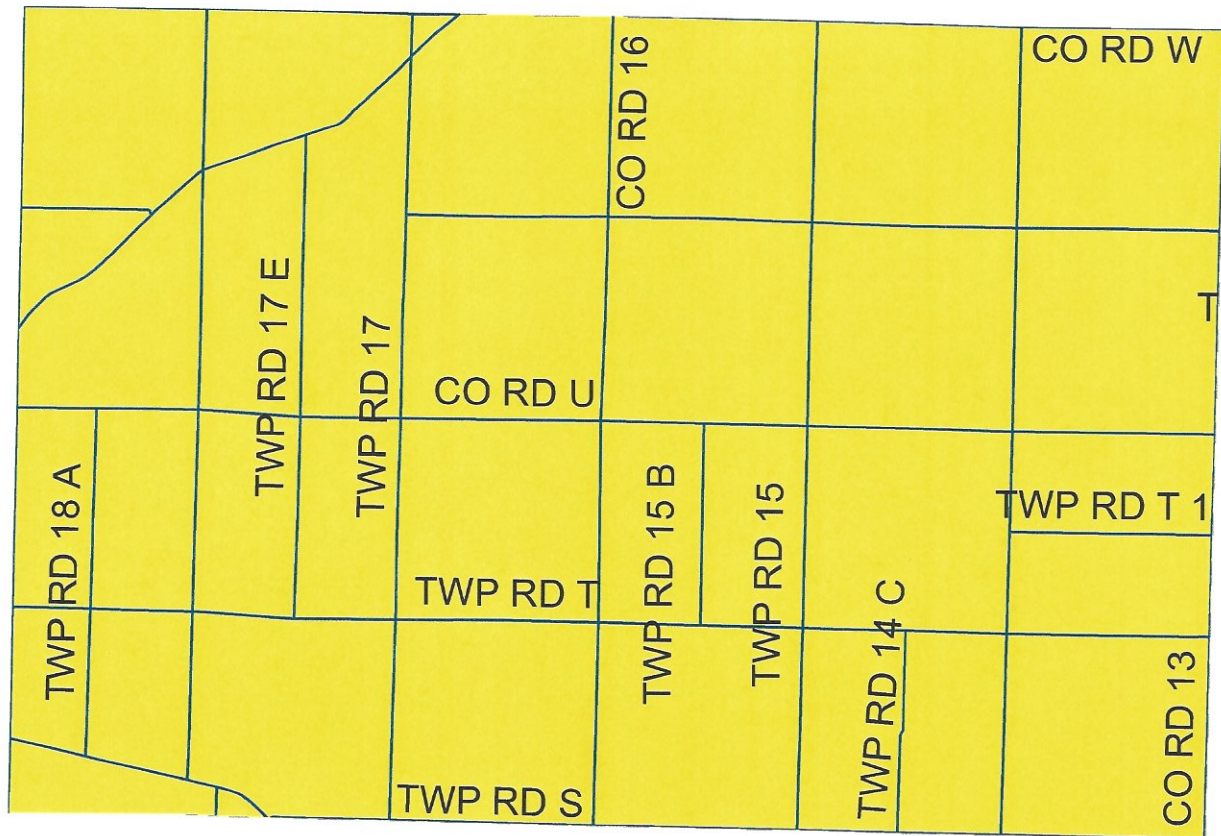 CO RD W
CO RD 16
T
TWP RD 17 E
TWP RD 17
CO RD U
TWP RD 18 A
TWP RD 15 B
TWP RD 15
TWP RD T 1
TWP RD T
TWP RD 14 C
CO RD 13
TWP RD S